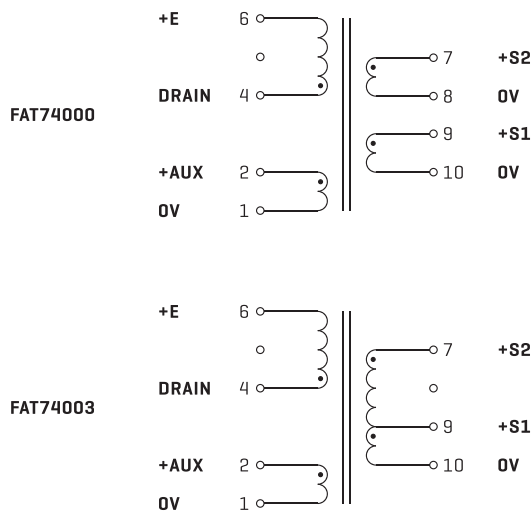 +E 6
7 +S2
DRAIN 4 8 0V
FAT74000
9 +S1
+AUX 2 10 0V
0V 1
+E 6
7 +S2
DRAIN 4
FAT74003
9 +S1
+AUX 2 10 0V
0V 1